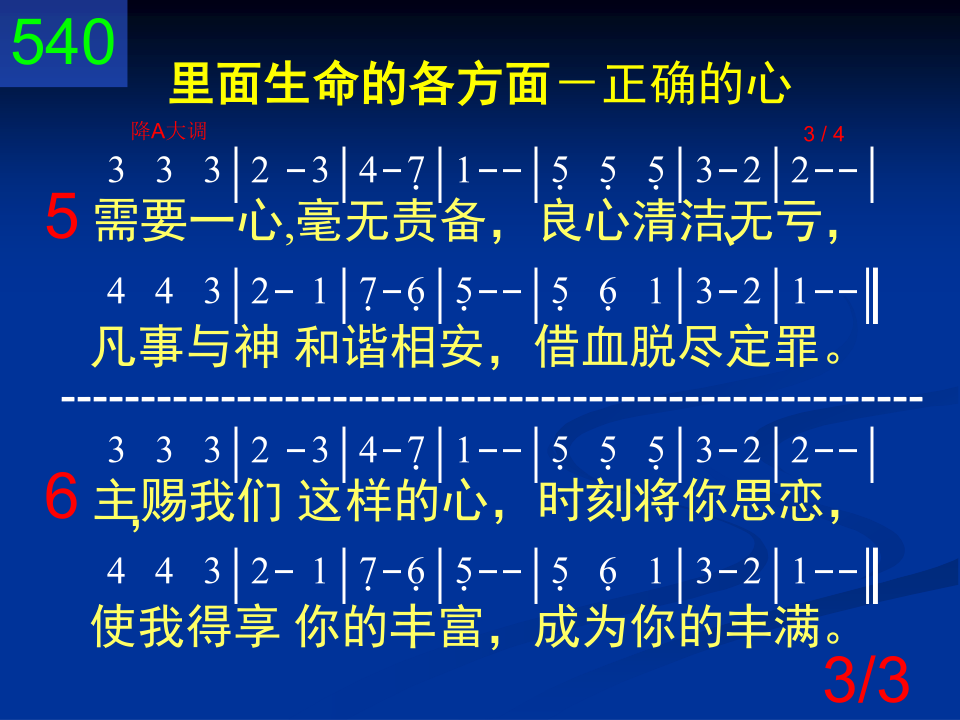 540
里面生命的各方面－正确的心
降A大调 3 / 4
3 3 3│2 -3│4-7̣│1--│5̣ 5̣ 5̣│3-2│2--│
5 需要一心,毫无责备，良心清洁、无亏，
4 4 3│2- 1│7̣-6̣│5̣--│5̣ 6̣ 1│3-2│1--║
凡事与神 和谐相安，借血脱尽定罪。
------------------------------------------------------
3 3 3│2 -3│4-7̣│1--│5̣ 5̣ 5̣│3-2│2--│
6 主,赐我们 这样的心，时刻将你思恋，
4 4 3│2- 1│7̣-6̣│5̣--│5̣ 6̣ 1│3-2│1--║
使我得享 你的丰富，成为你的丰满。
3/3